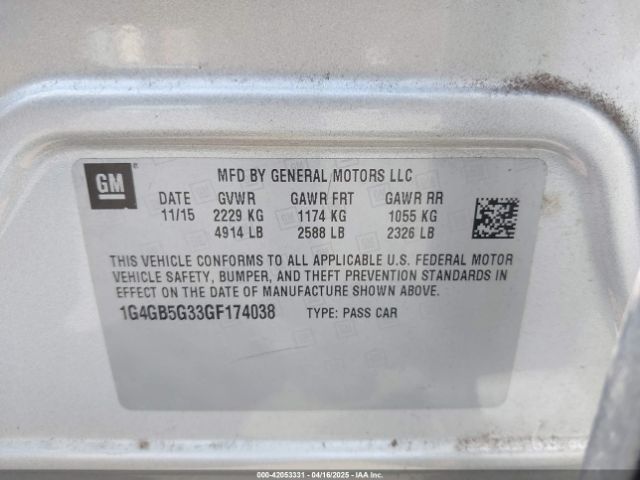 GM
MFD BY GENERAL MOTORS LLC
DATE GVWR GAWR FRT GAWR RR
11/15 2229 KG 1174 KG 1055 KG
4914 LB 2588 LB 2326 LB
THIS VEHICLE CONFORMS TO ALL APPLICABLE U.S. FEDERAL MOTOR
VEHICLE SAFETY, BUMPER, AND THEFT PREVENTION STANDARDS IN
EFFECT ON THE DATE OF MANUFACTURE SHOWN ABOVE.
1G4GB5G33GF174038 TYPE: PASS CAR
000-42053331 - 04/16/2025 - IAA Inc.